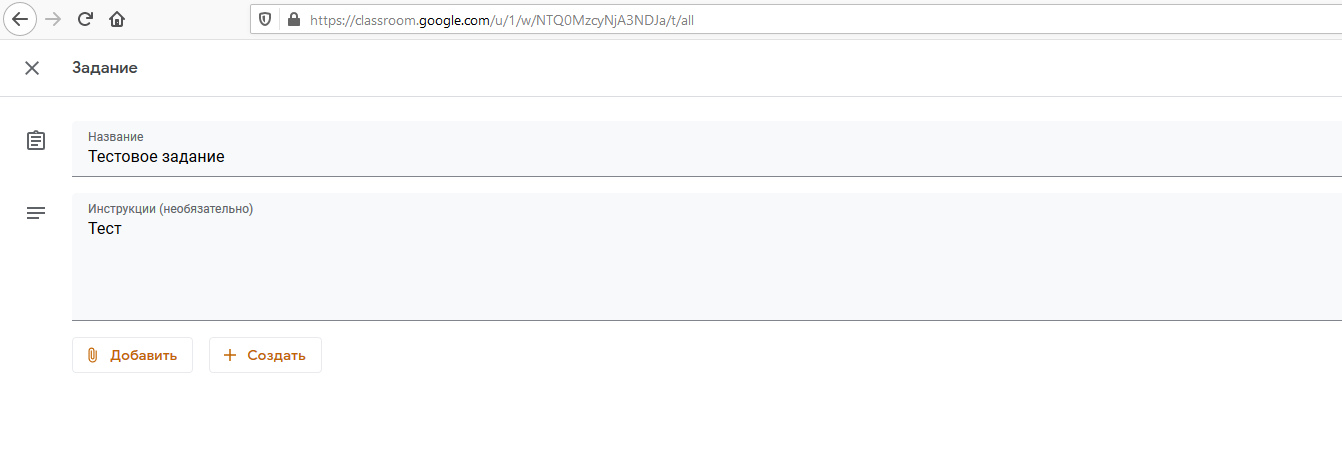 https://classroom.google.com/u/1/w/NTQ0MzcyNjA3NDJa/t/all
Задание
Название
Тестовое задание
Инструкции (необязательно)
Тест
Добавить
Создать